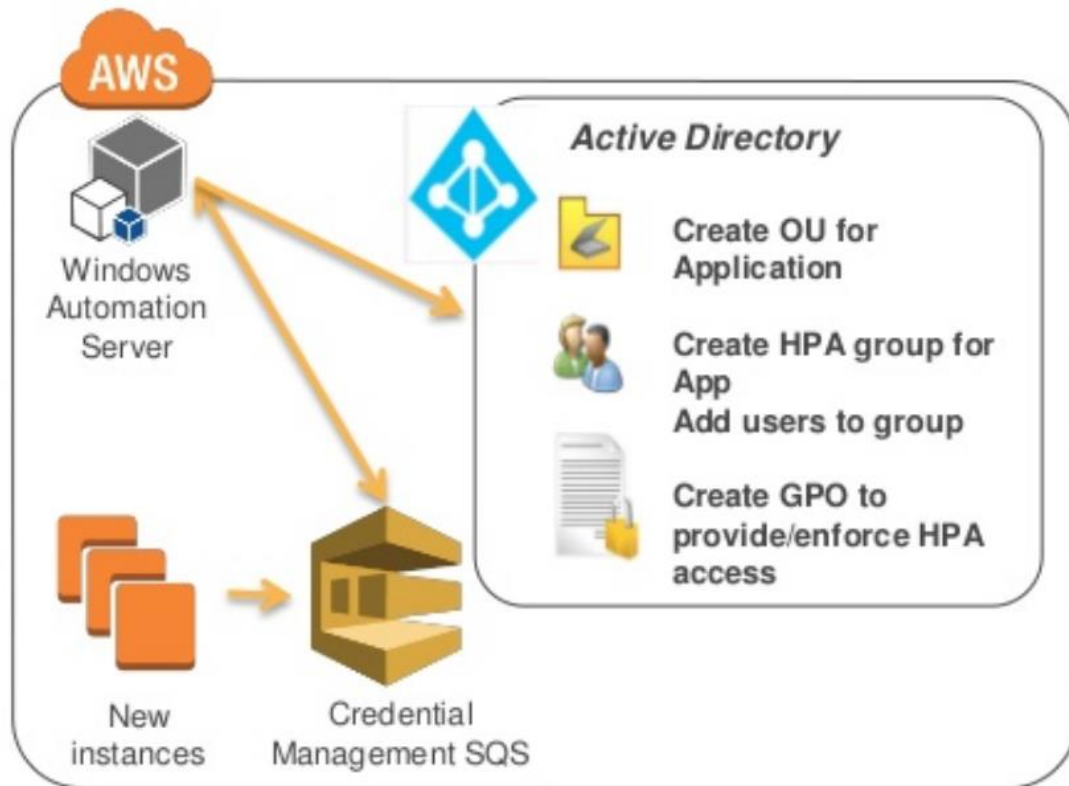 AWS
Windows
Automation
Server
Active Directory
Create OU for
Application
Create HPA group for
App
Add users to group
Create GPO to
provide/enforce HPA
access
New
instances
Credential
Management SQS